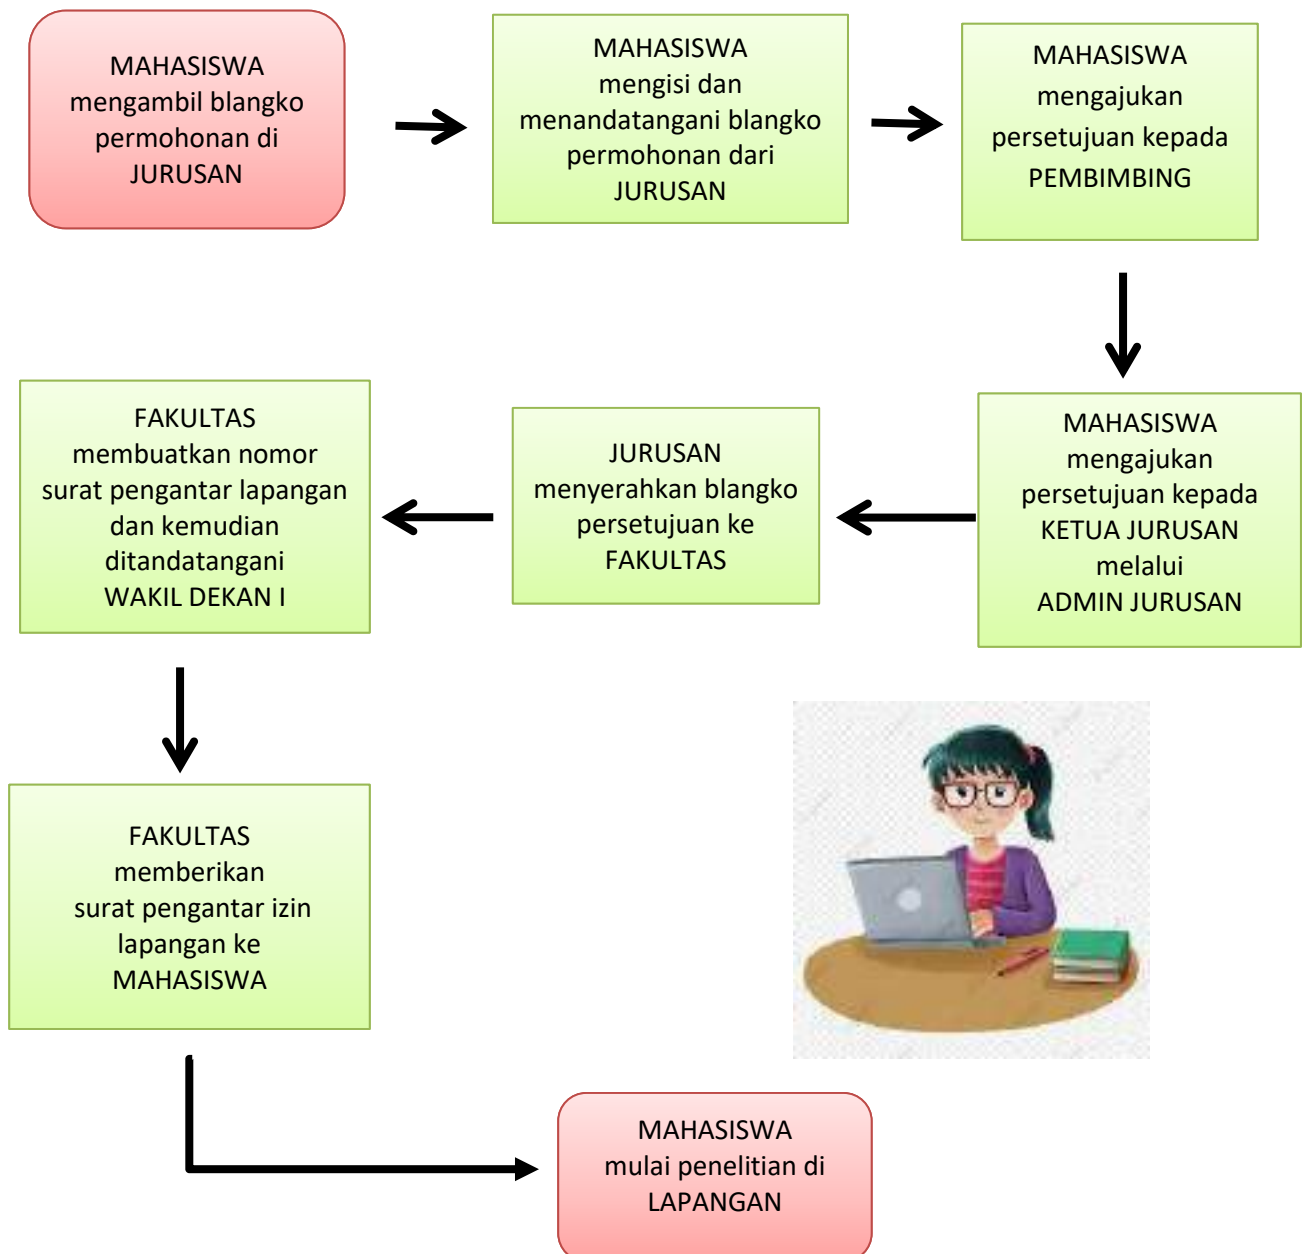 MAHASISWA
mengambil blangko
permohonan di
JURUSAN
MAHASISWA
mengisi dan
menandatangani blangko
permohonan dari
JURUSAN
MAHASISWA
mengajukan
persetujuan kepada
PEMBIMBING
MAHASISWA
mengajukan
persetujuan kepada
KETUA JURUSAN
melalui
ADMIN JURUSAN
JURUSAN
menyerahkan blangko
persetujuan ke
FAKULTAS
FAKULTAS
membuatkan nomor
surat pengantar lapangan
dan kemudian
ditandatangani
WAKIL DEKAN I
FAKULTAS
memberikan
surat pengantar izin
lapangan ke
MAHASISWA
MAHASISWA
mulai penelitian di
LAPANGAN